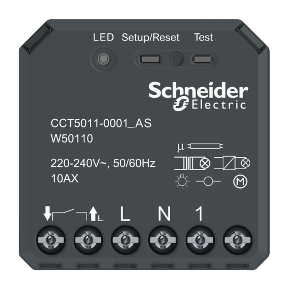 LED Setup/Reset Test
Schneider
Electric
CCT5011-0001_AS
W50110
220-240V~, 50/60Hz
10AX
μ
M
L L N 1